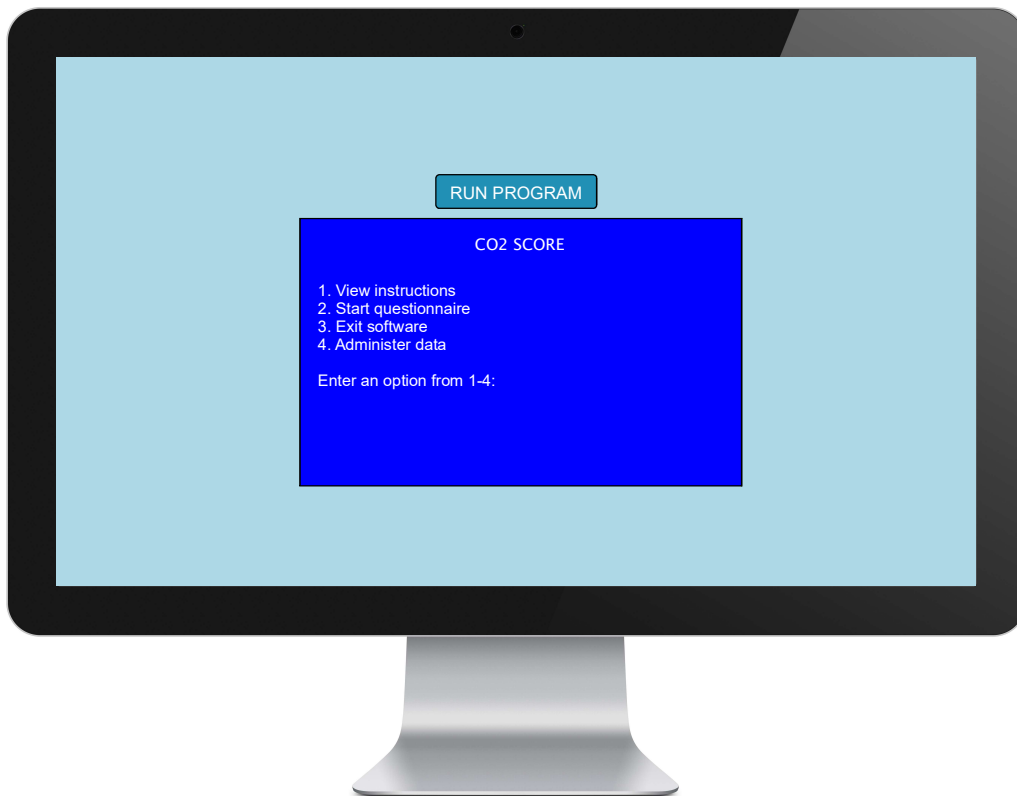 RUN PROGRAM
CO2 SCORE
1. View instructions
2. Start questionnaire
3. Exit software
4. Administer data
Enter an option from 1-4: